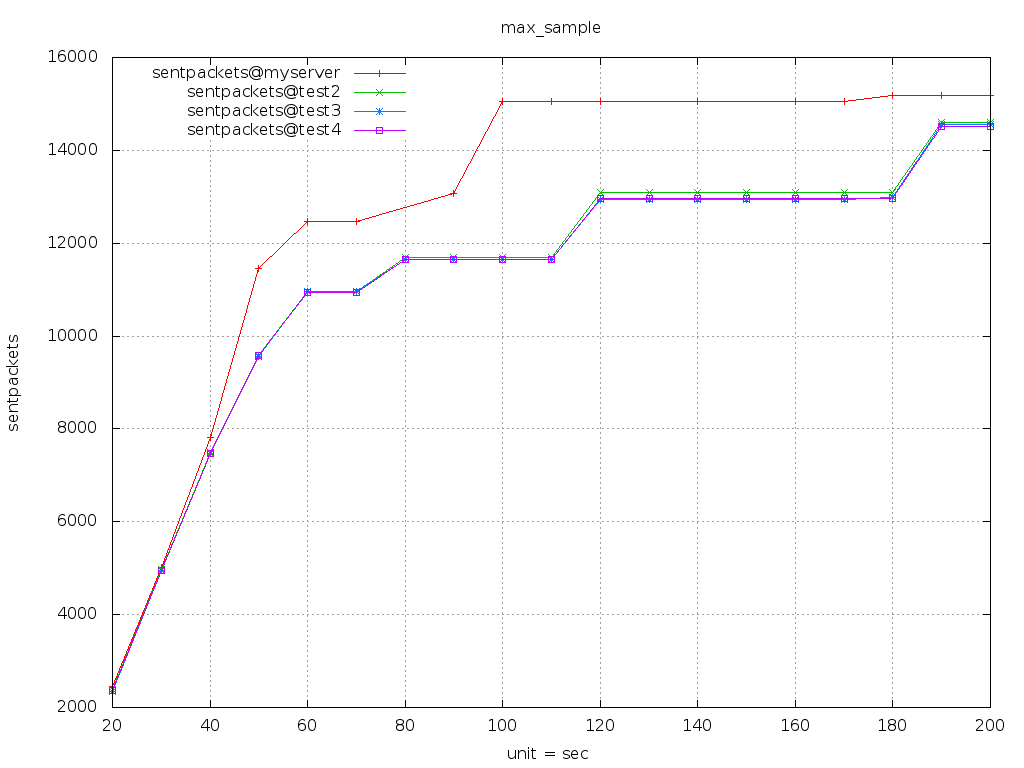 max_sample
16000
14000
12000
10000
8000
6000
4000
2000
sentpackets
sentpackets@myserver
sentpackets@test2
sentpackets@test3
sentpackets@test4
20 40 60 80 100 120 140 160 180 200
unit = sec